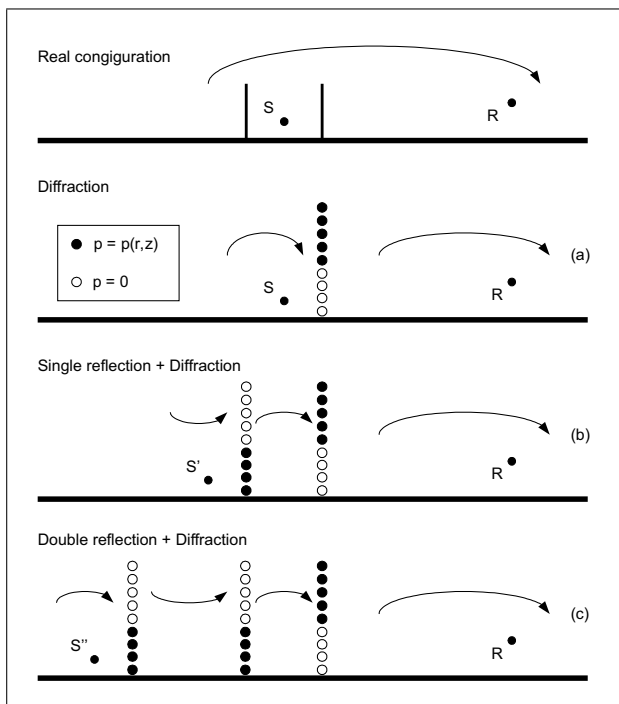 Real congiguration
S
R
Diffraction
p = p(r,z)
p = 0
S
R
(a)
Single reflection + Diffraction
S'
R
(b)
Double reflection + Diffraction
S''
R
(c)